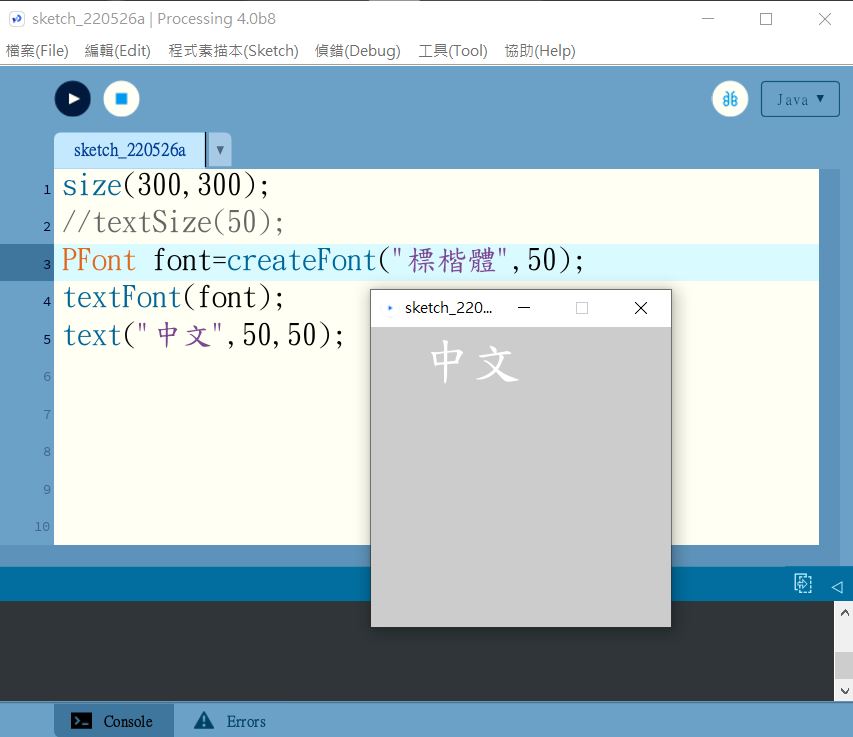 sketch_220526a | Processing 4.0b8
檔案(File) 編輯(Edit) 程式素描本(Sketch) 偵錯(Debug) 工具(Tool) 協助(Help)
Java ▼
sketch_220526a ▼
1 size(300,300);
2 //textSize(50);
3 PFont font=createFont("標楷體",50);
4 textFont(font);
5 text("中文",50,50);
6
7
8
9
10
sketch_220...
中文
Console Errors